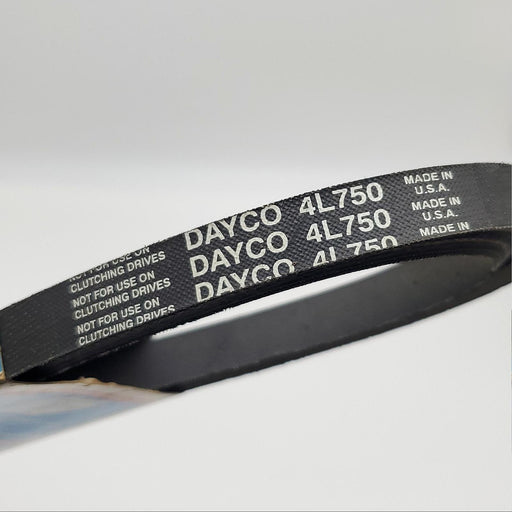 NOT FOR USE ON
CLUTCHING DRIVES
NOT FOR USE ON
CLUTCHING DRIVES
NOT FOR USE ON
CLUTCHING DRIVES
DAYCO 4L750
DAYCO 4L750
DAYCO 4L750
MADE IN
U.S.A.
MADE IN
U.S.A.
MADE IN